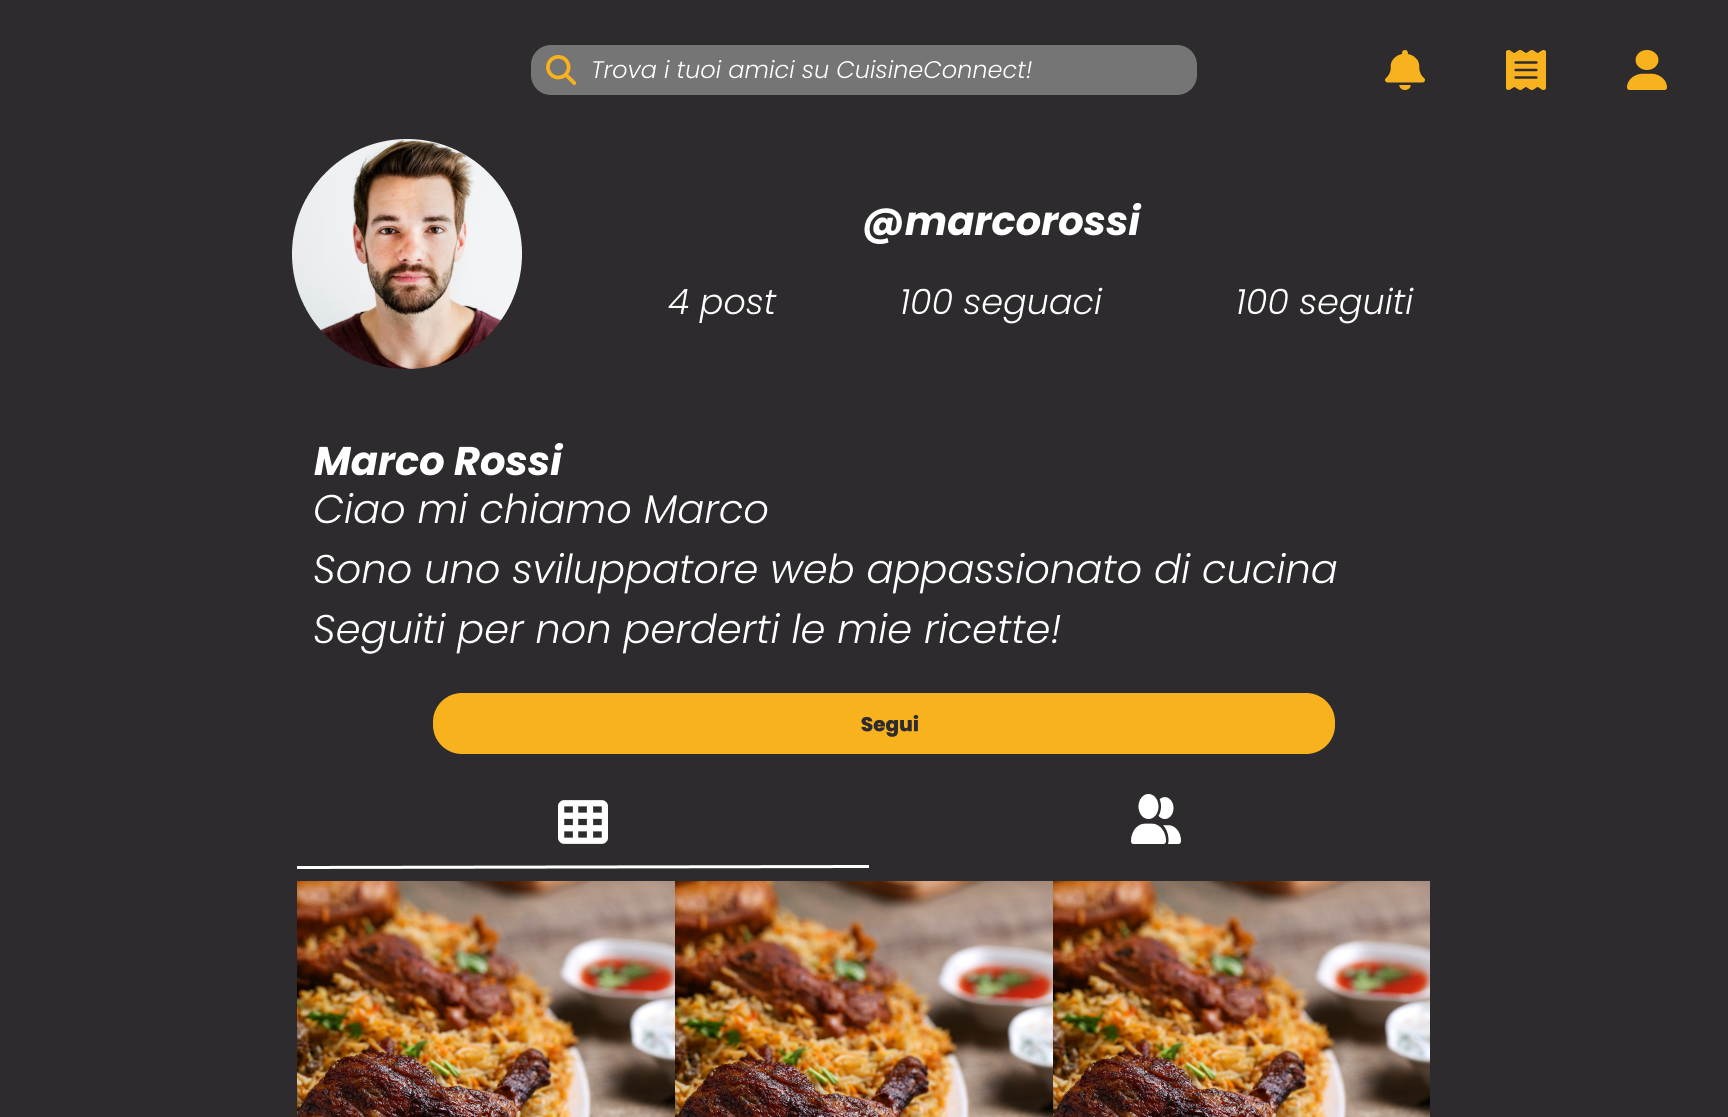 Trova i tuoi amici su CuisineConnect!
@marcorossi
4 post
100 seguaci
100 seguiti
Marco Rossi
Ciao mi chiamo Marco
Sono uno sviluppatore web appassionato di cucina
Seguiti per non perderti le mie ricette!
Segui